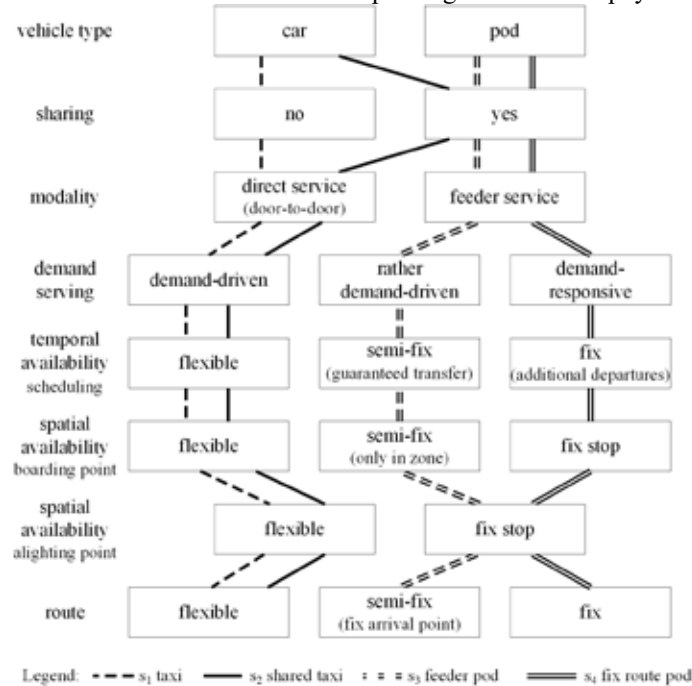 vehicle type car pod
sharing no yes
modality direct service feeder service
(door-to-door)
demand rather demand-
serving demand-driven demand-driven responsive
temporal semi-fix fix
availability flexible (guaranteed transfer) (additional departures)
scheduling
spatial semi-fix
availability flexible (only in zone) fix stop
boarding point
spatial
availability flexible fix stop
alighting point
route flexible semi-fix fix
(fix arrival point)
Legend: s₁ taxi s₂ shared taxi s₃ feeder pod s₄ fix route pod